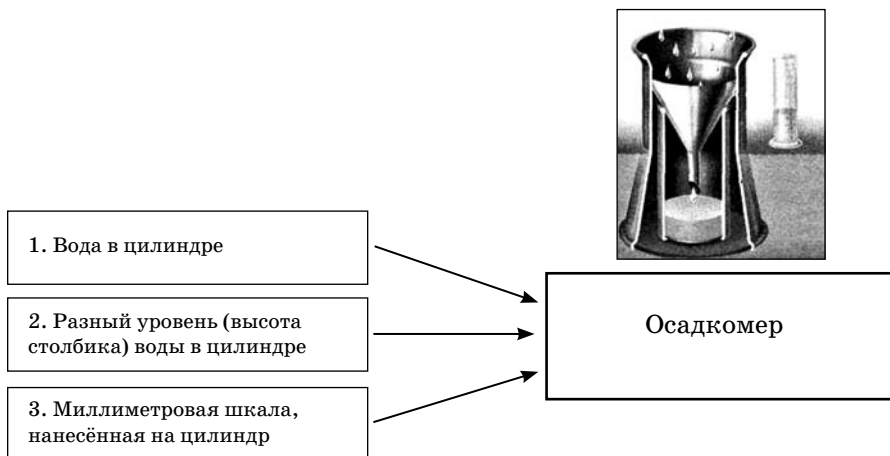 1. Вода в цилиндре
2. Разный уровень (высота
столбика) воды в цилиндре
3. Миллиметровая шкала,
нанесённая на цилиндр
Осадкомер